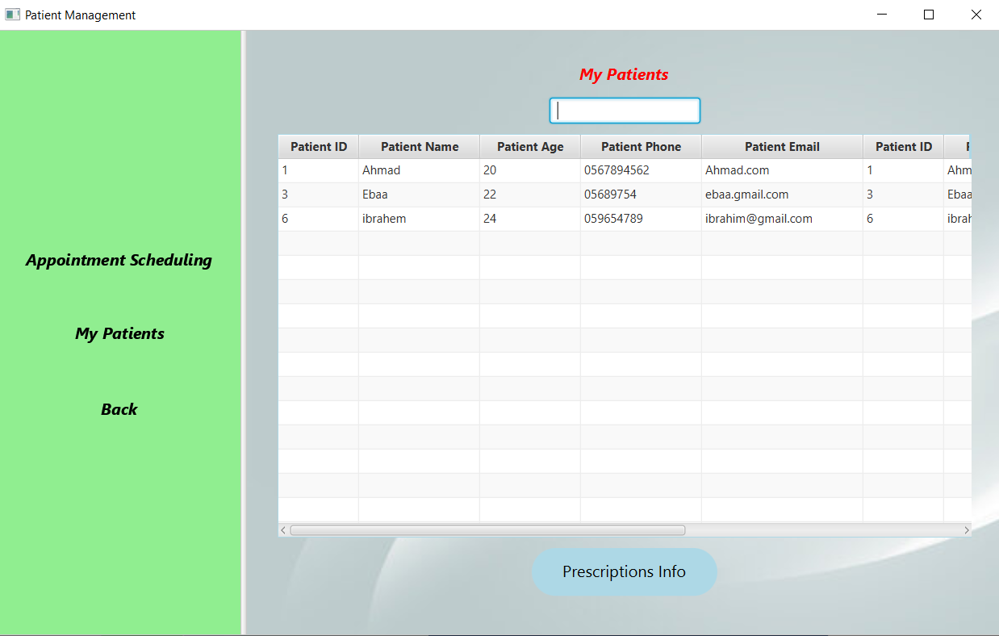 Patient Management
My Patients
Patient ID Patient Name Patient Age Patient Phone Patient Email Patient ID
1 Ahmad 20 0567894562 Ahmad.com 1 Ahm
3 Ebaa 22 05689754 ebaa.gmail.com 3 Ebaa
6 ibrahem 24 059654789 ibrahim@gmail.com 6 ibrah
Appointment Scheduling
My Patients
Back
Prescriptions Info